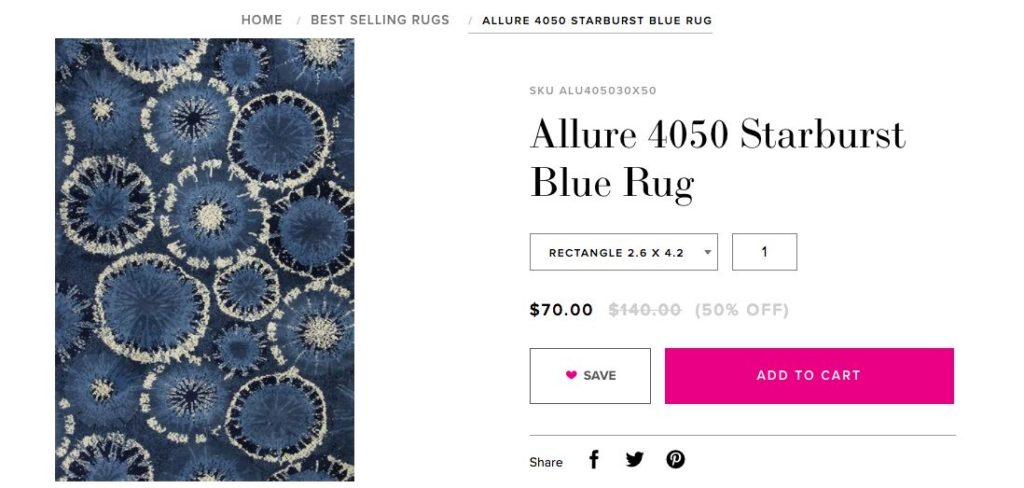 HOME / BEST SELLING RUGS / ALLURE 4050 STARBURST BLUE RUG
SKU ALU405030X50
Allure 4050 Starburst
Blue Rug
RECTANGLE 2.6 X 4.2 1
$70.00 $140.00 (50% OFF)
SAVE ADD TO CART
Share